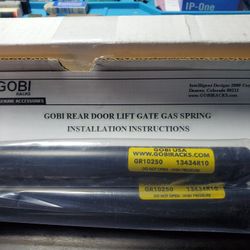 IP-One
GOBI
RACKS
GENUINE ACCESSORIES
Intelligent Designs 2000
Denver, Colorado 80211
www.GOBIRACKS.com
GOBI REAR DOOR LIFT GATE GAS SPRING
INSTALLATION INSTRUCTIONS
GOBI USA
WWW.GOBIRACKS.COM
GR10250 13434R10
DO NOT OPEN - HIGH PRESSURE
GR10250 13434R10
DO NOT OPEN - HIGH PRESSURE